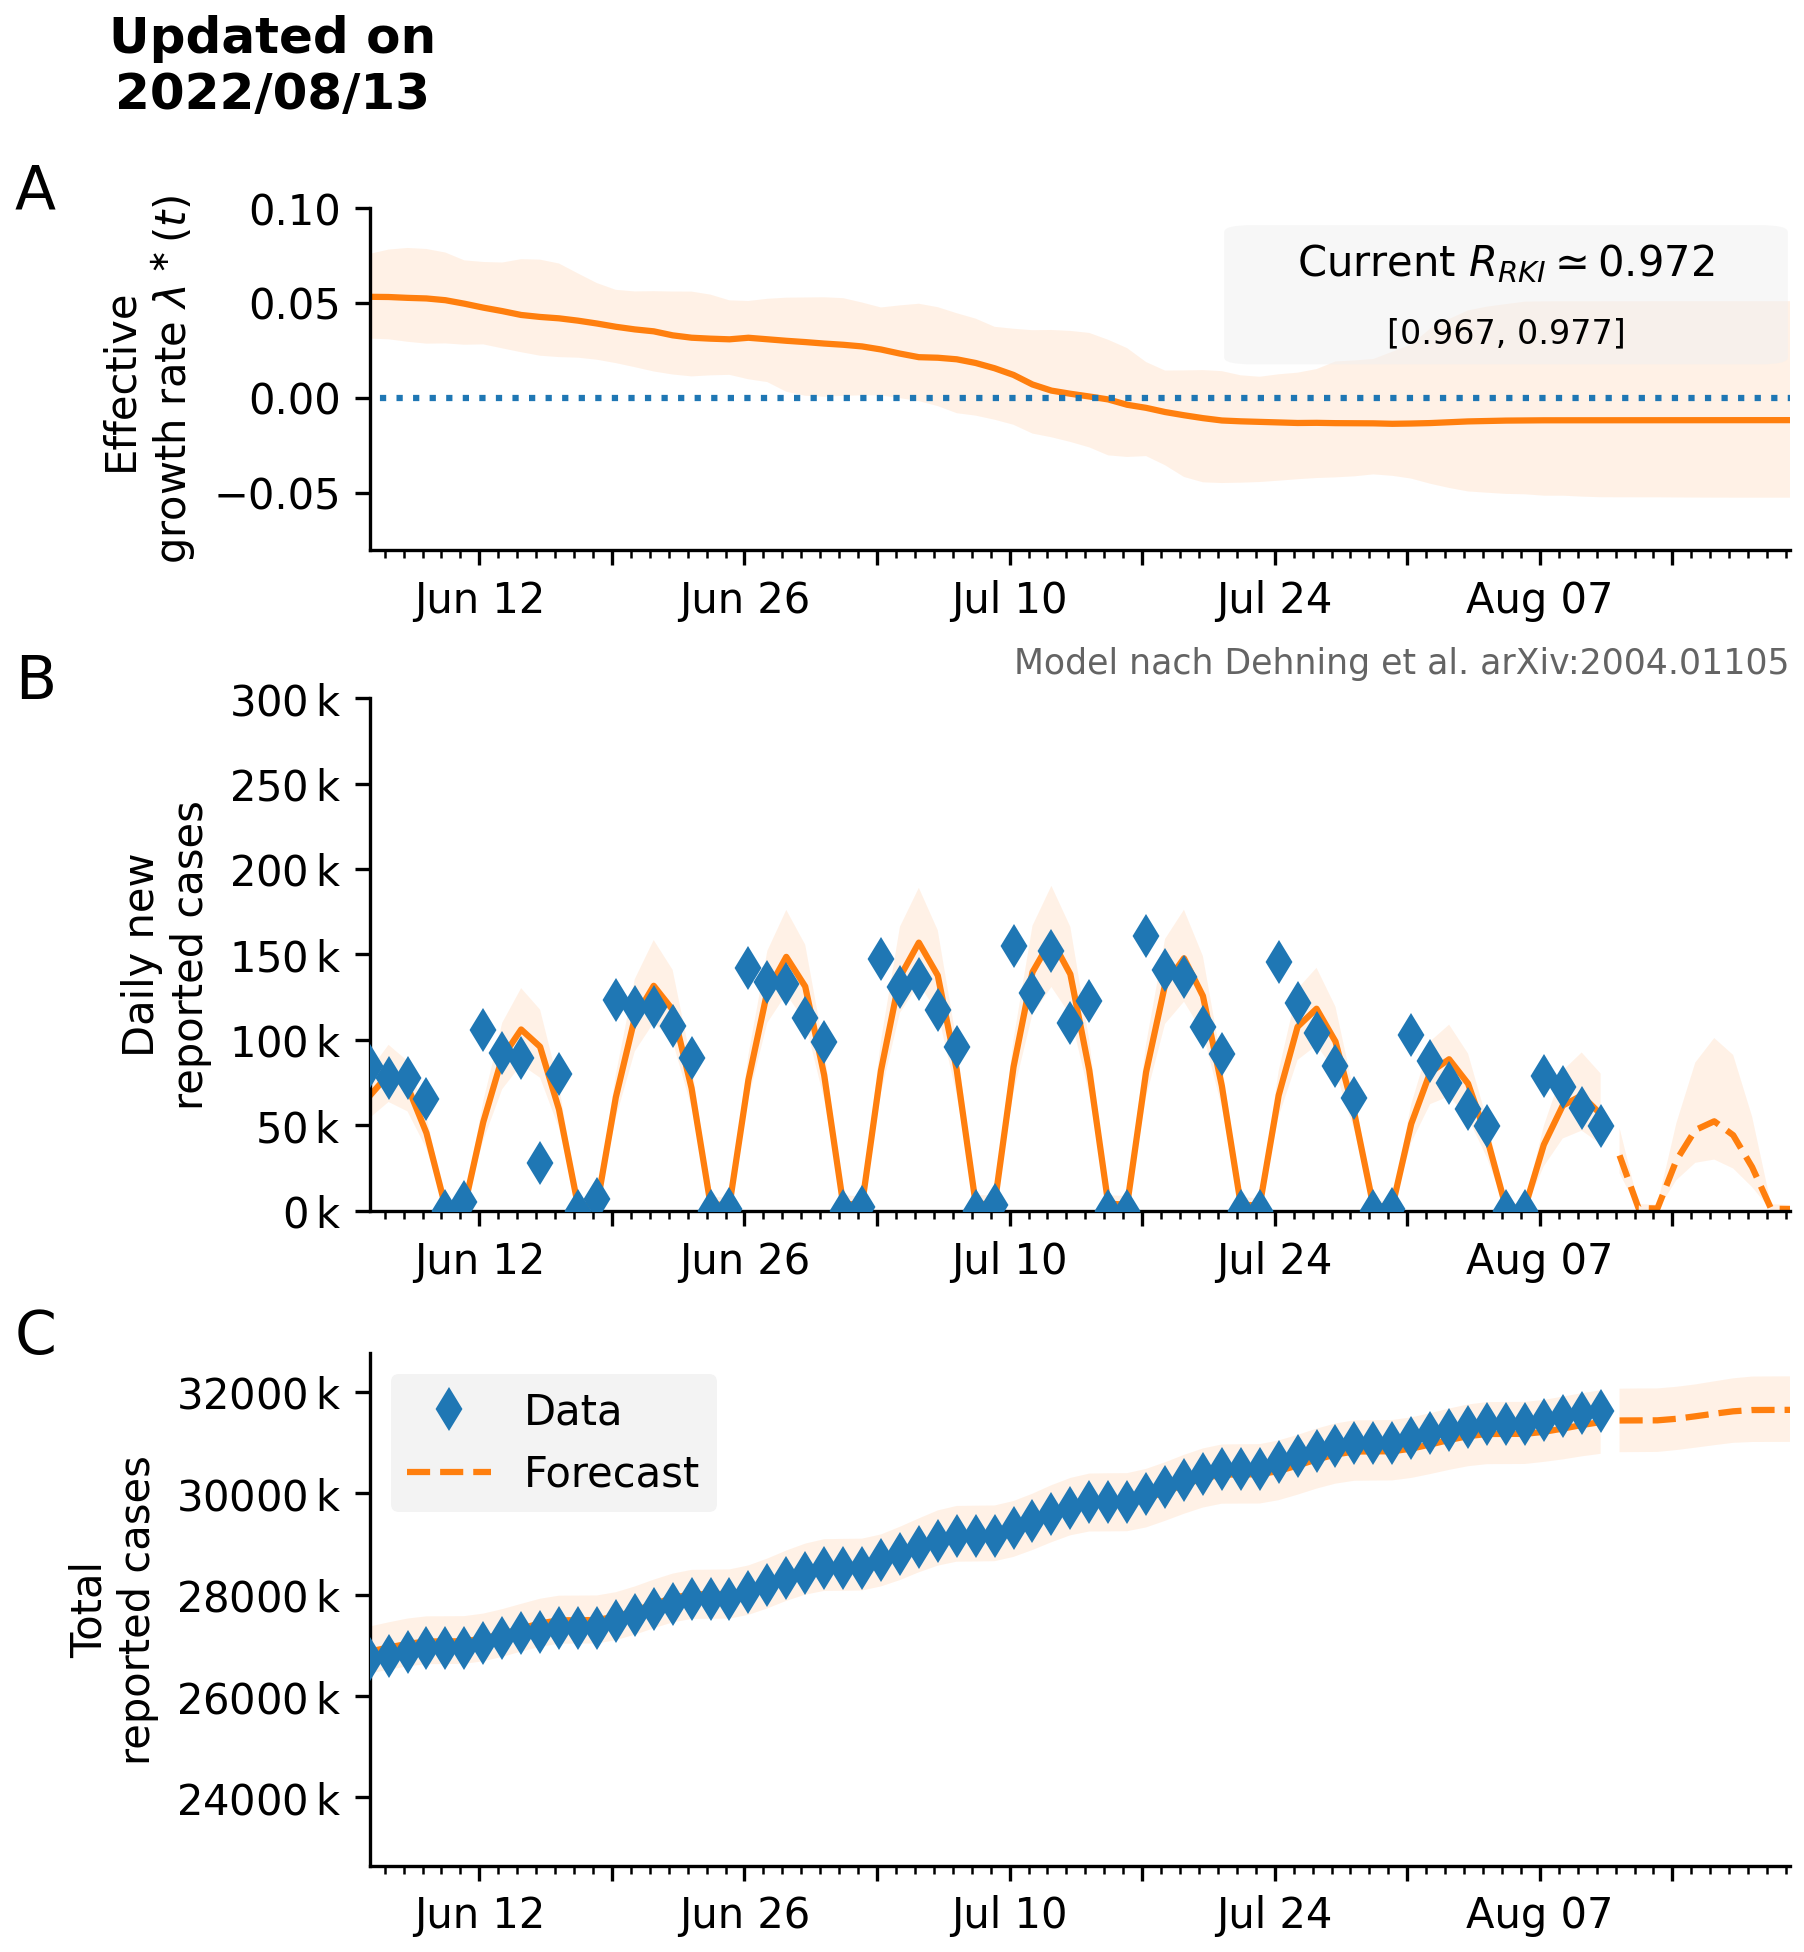 Updated on
2022/08/13
A
Effective
growth rate λ * (t)
0.10
0.05
0.00
−0.05
Current R_RKI ≃ 0.972
[0.967, 0.977]
Jun 12
Jun 26
Jul 10
Jul 24
Aug 07
Model nach Dehning et al. arXiv:2004.01105
B
Daily new
reported cases
300 k
250 k
200 k
150 k
100 k
50 k
0 k
Jun 12
Jun 26
Jul 10
Jul 24
Aug 07
C
Total
reported cases
32000 k
30000 k
28000 k
26000 k
24000 k
Data
Forecast
Jun 12
Jun 26
Jul 10
Jul 24
Aug 07